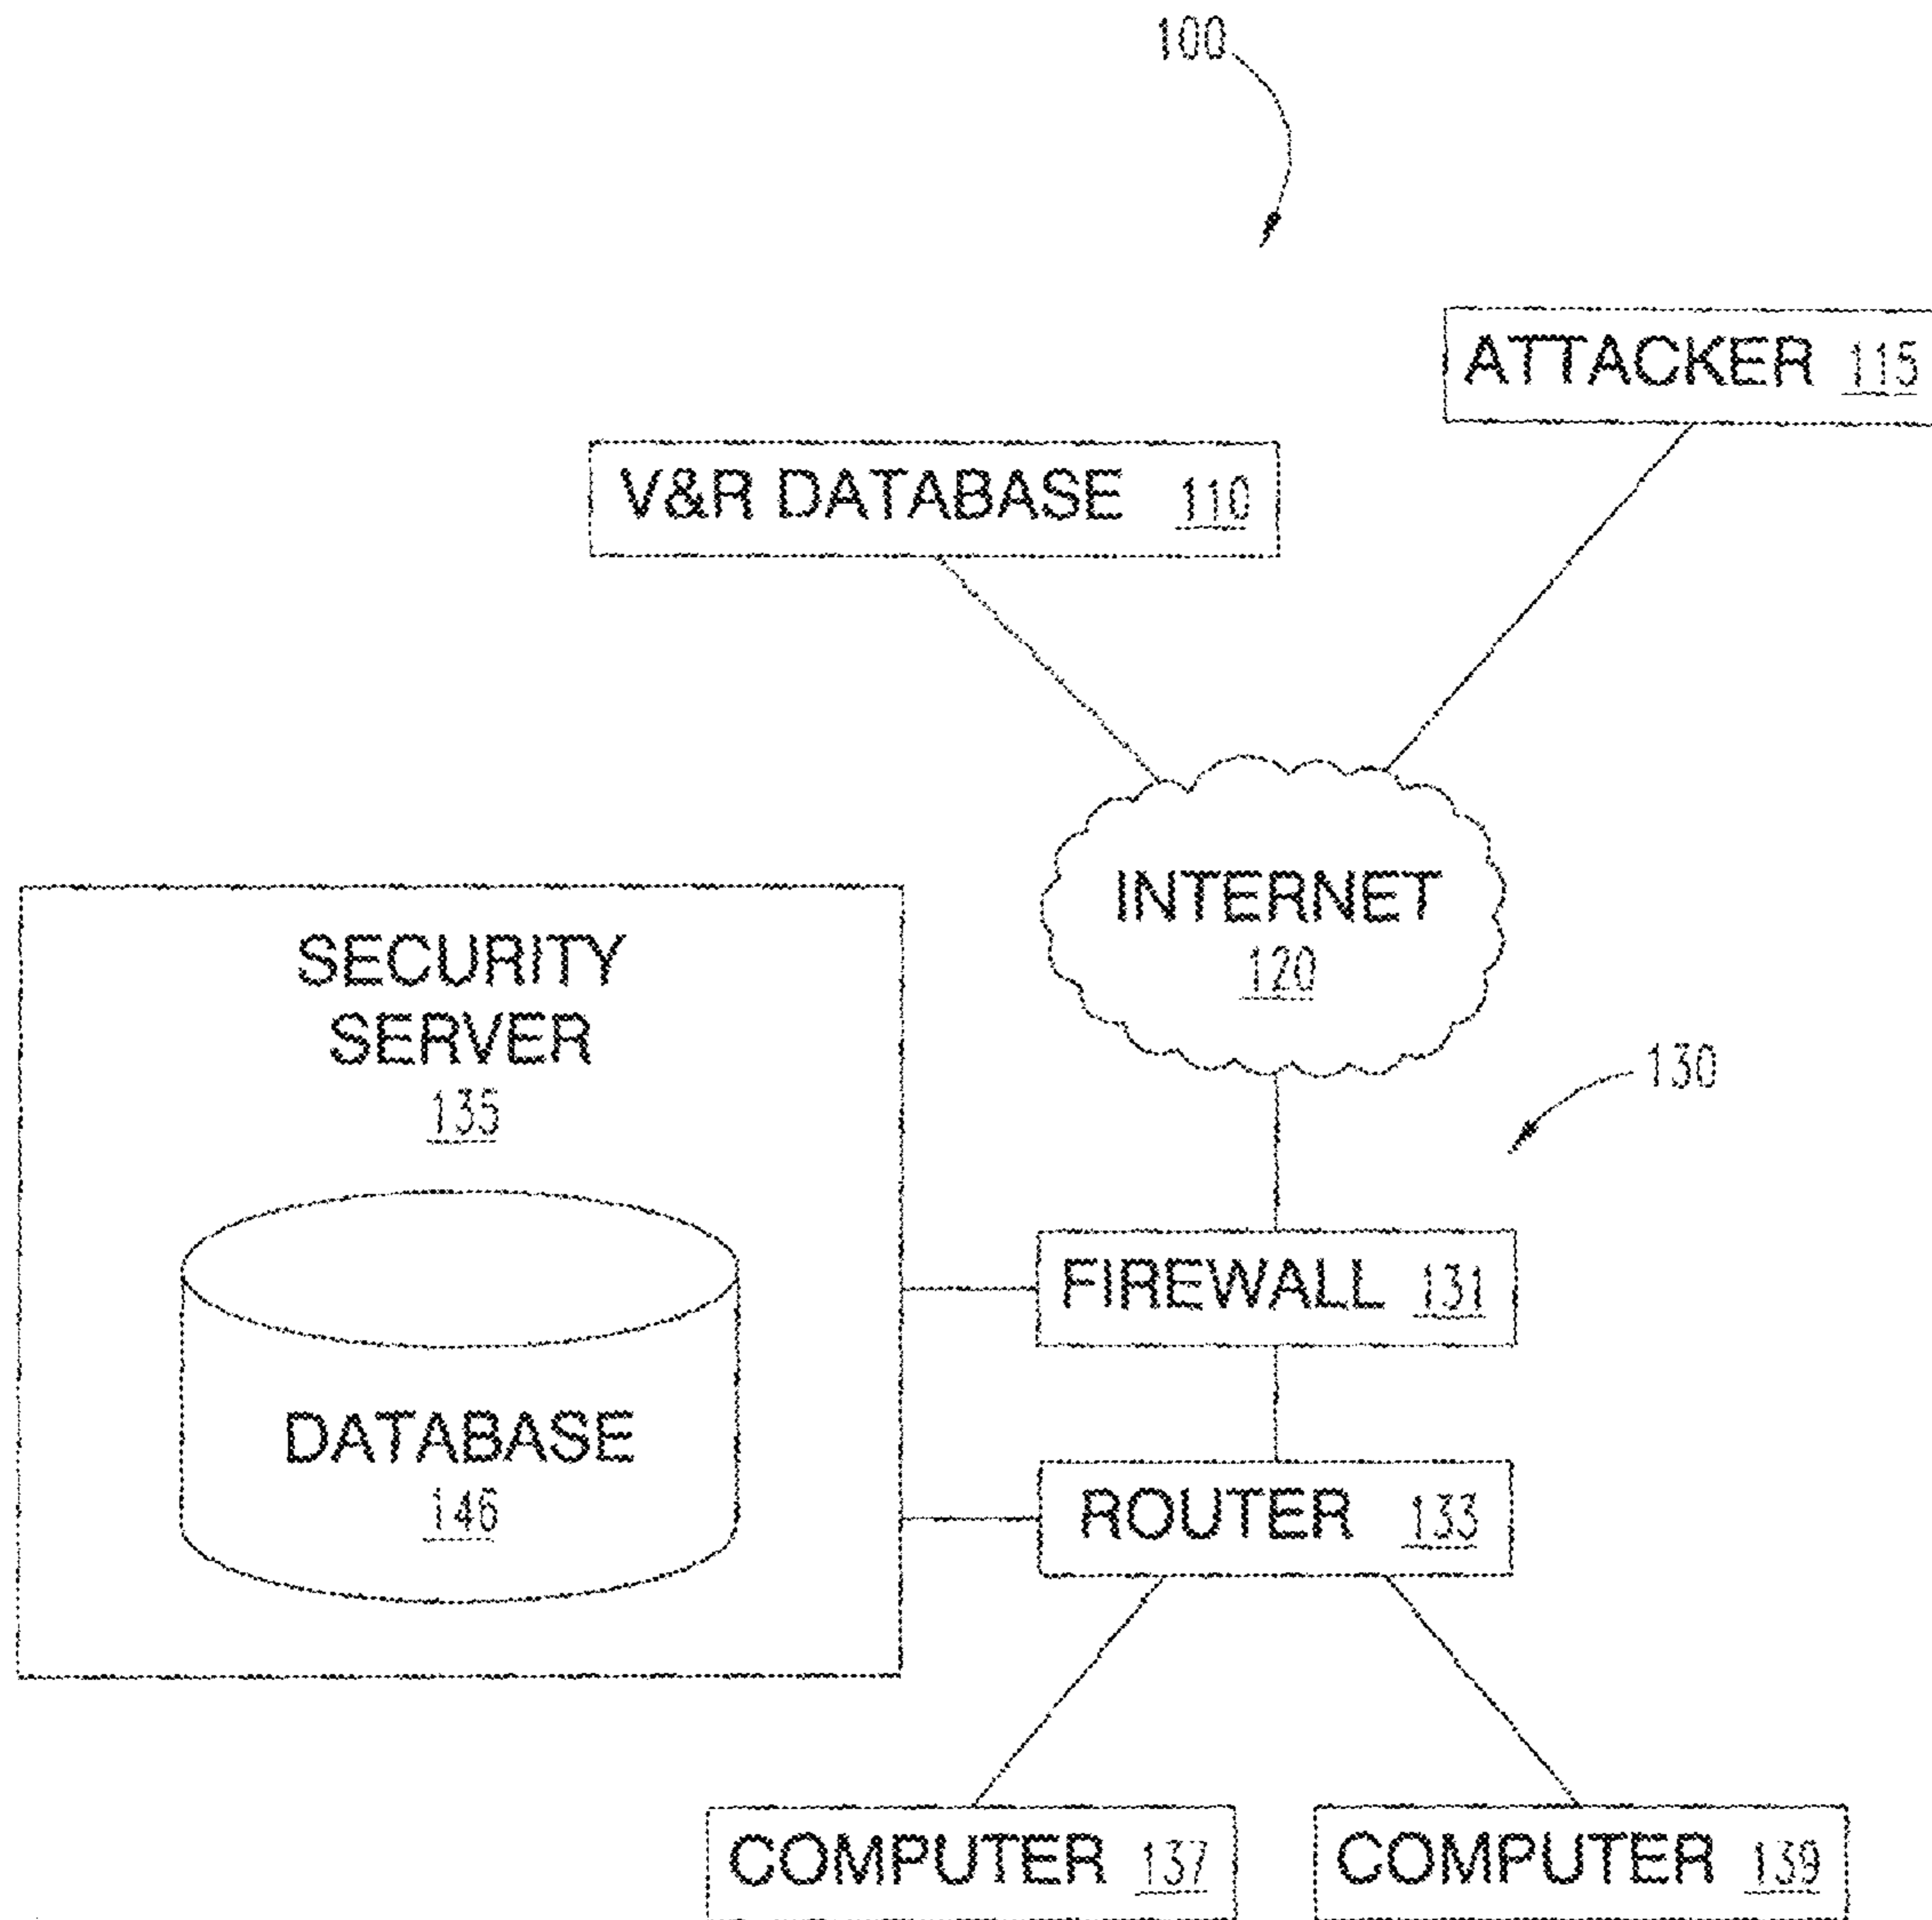 100
ATTACKER 115
V&R DATABASE 110
INTERNET
120
SECURITY
SERVER
135
130
FIREWALL 131
DATABASE
146
ROUTER 133
COMPUTER 137
COMPUTER 139